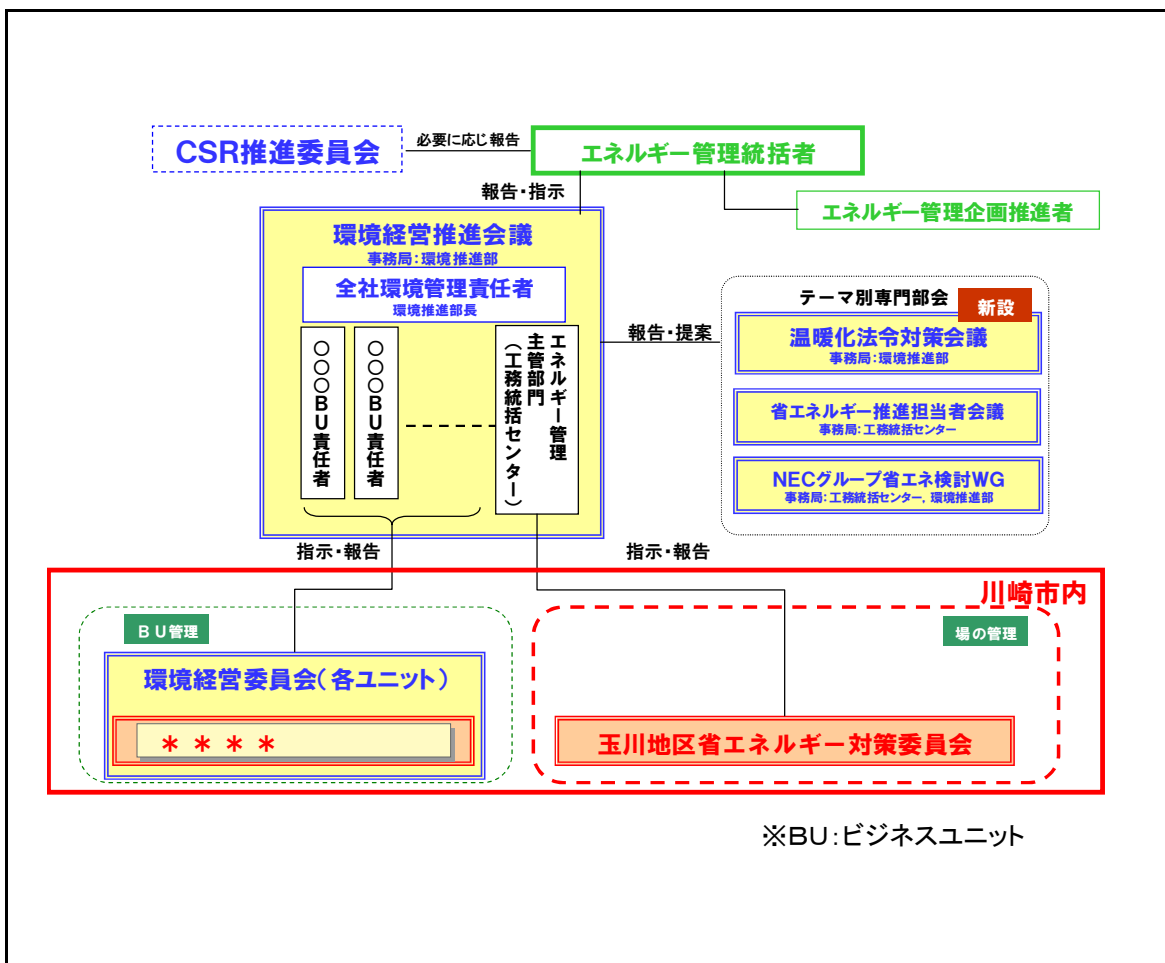 CSR推進委員会
必要に応じ報告
エネルギー管理統括者
報告・指示
エネルギー管理企画推進者
環境経営推進会議
事務局:環境推進部
全社環境管理責任者
環境推進部長
○○○BU責任者
○○○BU責任者
エネルギー管理
主管部門
(工務統括センター)
報告・提案
テーマ別専門部会
新設
温暖化法令対策会議
事務局:環境推進部
省エネルギー推進担当者会議
事務局:工務統括センター
NECグループ省エネ検討WG
事務局:工務統括センター, 環境推進部
指示・報告
指示・報告
川崎市内
BU管理
場の管理
環境経営委員会(各ユニット)
****
玉川地区省エネルギー対策委員会
※BU:ビジネスユニット